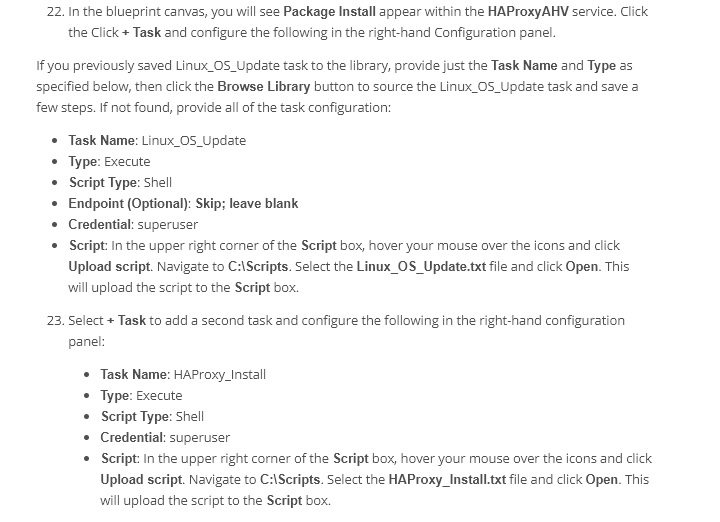 22. In the blueprint canvas, you will see Package Install appear within the HAProxyAHV service. Click
the Click + Task and configure the following in the right-hand Configuration panel.
If you previously saved Linux_OS_Update task to the library, provide just the Task Name and Type as
specified below, then click the Browse Library button to source the Linux_OS_Update task and save a
few steps. If not found, provide all of the task configuration:
• Task Name: Linux_OS_Update
• Type: Execute
• Script Type: Shell
• Endpoint (Optional): Skip; leave blank
• Credential: superuser
• Script: In the upper right corner of the Script box, hover your mouse over the icons and click
Upload script. Navigate to C:\Scripts. Select the Linux_OS_Update.txt file and click Open. This
will upload the script to the Script box.
23. Select + Task to add a second task and configure the following in the right-hand configuration
panel:
• Task Name: HAProxy_Install
• Type: Execute
• Script Type: Shell
• Credential: superuser
• Script: In the upper right corner of the Script box, hover your mouse over the icons and click
Upload script. Navigate to C:\Scripts. Select the HAProxy_Install.txt file and click Open. This
will upload the script to the Script box.